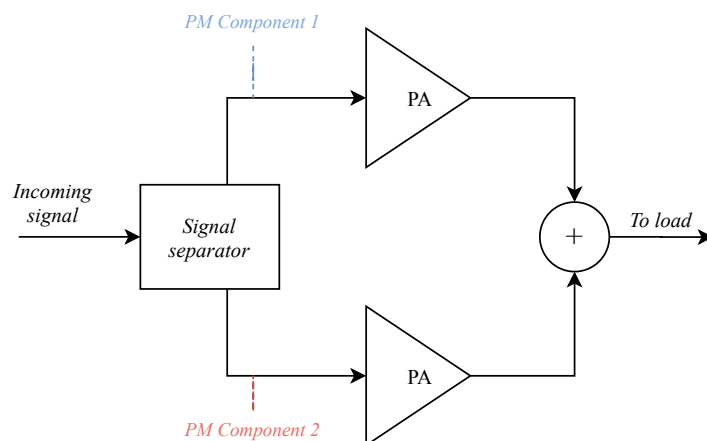 PM Component 1
PA
Incoming
signal
Signal
separator
+
To load
PA
PM Component 2